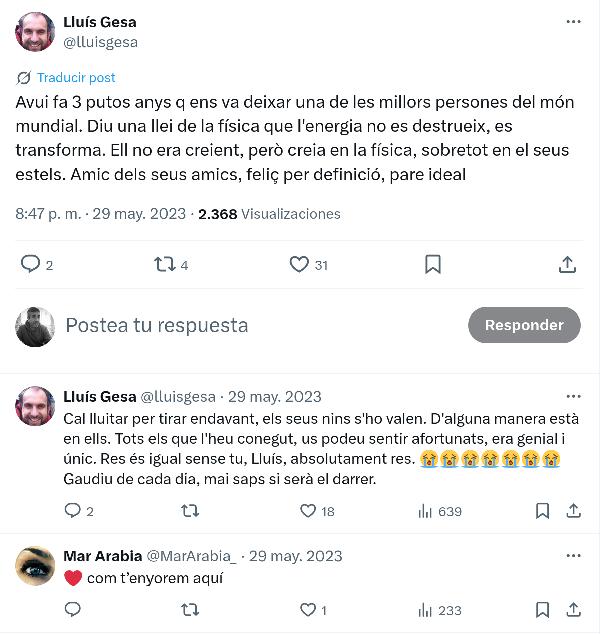 Lluís Gesa
@lluisgesa
Traducir post
Avui fa 3 putos anys q ens va deixar una de les millors persones del món
mundial. Diu una llei de la física que l'energia no es destrueix, es
transforma. Ell no era creient, però creia en la física, sobretot en el seus
estels. Amic dels seus amics, feliç per definició, pare ideal
8:47 p. m. · 29 may. 2023 · 2.368 Visualizaciones
2 4 31
Postea tu respuesta Responder
Lluís Gesa @lluisgesa · 29 may. 2023
Cal lluitar per tirar endavant, els seus nins s'ho valen. D'alguna manera està
en ells. Tots els que l'heu conegut, us podeu sentir afortunats, era genial i
únic. Res és igual sense tu, Lluís, absolutament res. 😭😭😭😭😭😭😭
Gaudiu de cada dia, mai saps si serà el darrer.
2 18 639
Mar Arabia @MarArabia_ · 29 may. 2023
❤️ com t'enyorem aquí
1 233